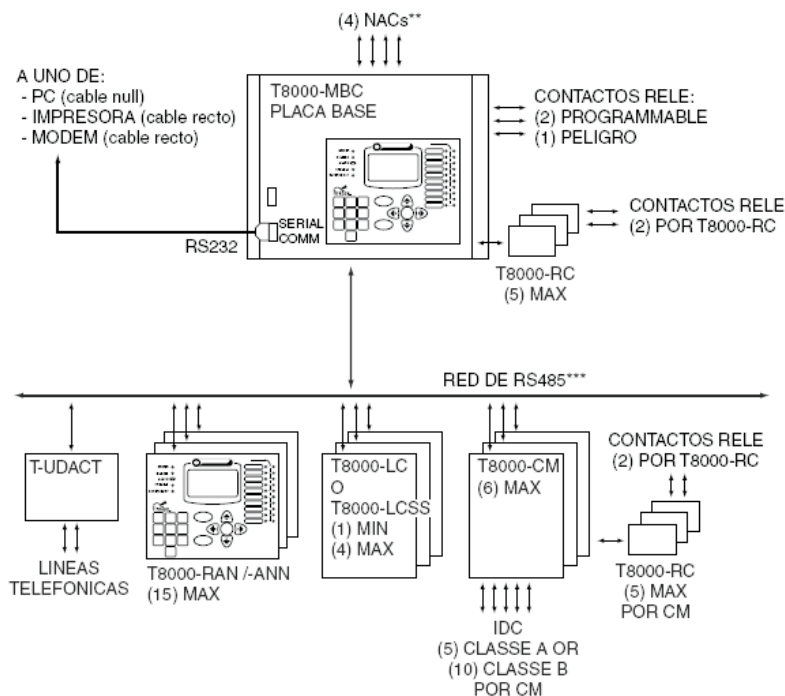 (4) NACs**
A UNO DE:
- PC (cable null)
- IMPRESORA (cable recto)
- MODEM (cable recto)
T8000-MBC
PLACA BASE
CONTACTOS RELE:
(2) PROGRAMMABLE
(1) PELIGRO
SERIAL
COMM
RS232
CONTACTOS RELE
(2) POR T8000-RC
T8000-RC
(5) MAX
RED DE RS485***
T-UDACT
LINEAS
TELEFONICAS
T8000-RAN /-ANN
(15) MAX
T8000-LC
O
T8000-LCSS
(1) MIN
(4) MAX
T8000-CM
(6) MAX
CONTACTOS RELE
(2) POR T8000-RC
T8000-RC
(5) MAX
POR CM
IDC
(5) CLASSE A OR
(10) CLASSE B
POR CM